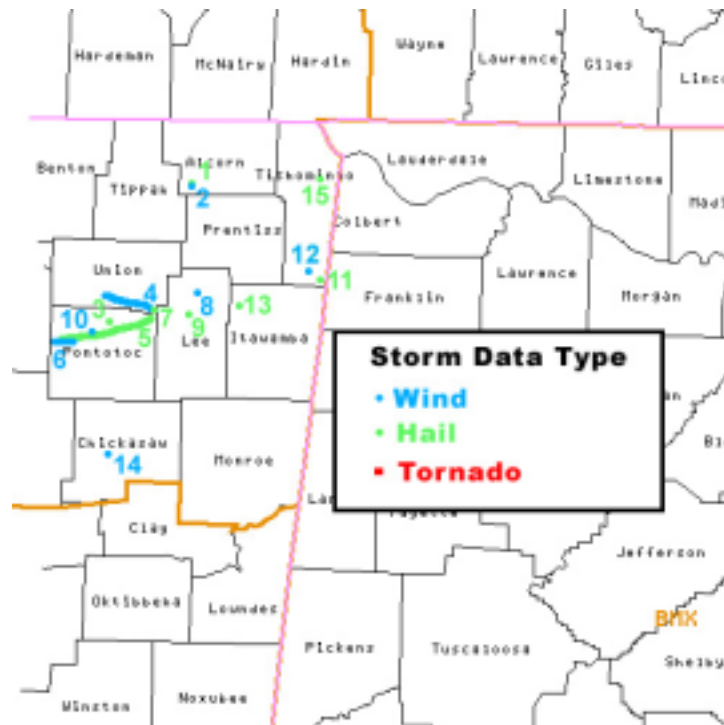 Wayne
Hardeman
McNairy
Hardin
Lawrence
Giles
Linco
Benton
Alcorn
1
Tishomingo
Lauderdale
Tippah
2
15
Limestone
Madi
Prentiss
Colbert
Union
12
11
Lawrence
4
8
13
Franklin
Morgan
3
7
10
5
9
Lee
Itawamba
6
Pontotoc
Storm Data Type
Wind
Hail
Tornado
Chickasaw
14
Monroe
Clay
Jefferson
Oktibbeha
Lowndes
BMX
Pickens
Tuscaloosa
Shelby
Winston
Noxubee